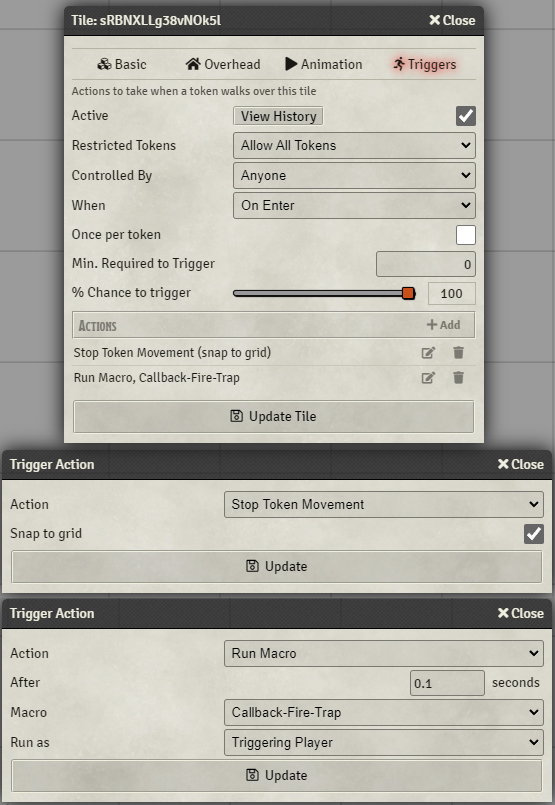 Tile: sRBNXLLg38vNOk5l Close
Basic Overhead Animation Triggers
Actions to take when a token walks over this tile
Active View History
Restricted Tokens Allow All Tokens
Controlled By Anyone
When On Enter
Once per token
Min. Required to Trigger 0
% Chance to trigger 100
ACTIONS + Add
Stop Token Movement (snap to grid)
Run Macro, Callback-Fire-Trap
Update Tile
Trigger Action Close
Action Stop Token Movement
Snap to grid
Update
Trigger Action Close
Action Run Macro
After 0.1 seconds
Macro Callback-Fire-Trap
Run as Triggering Player
Update